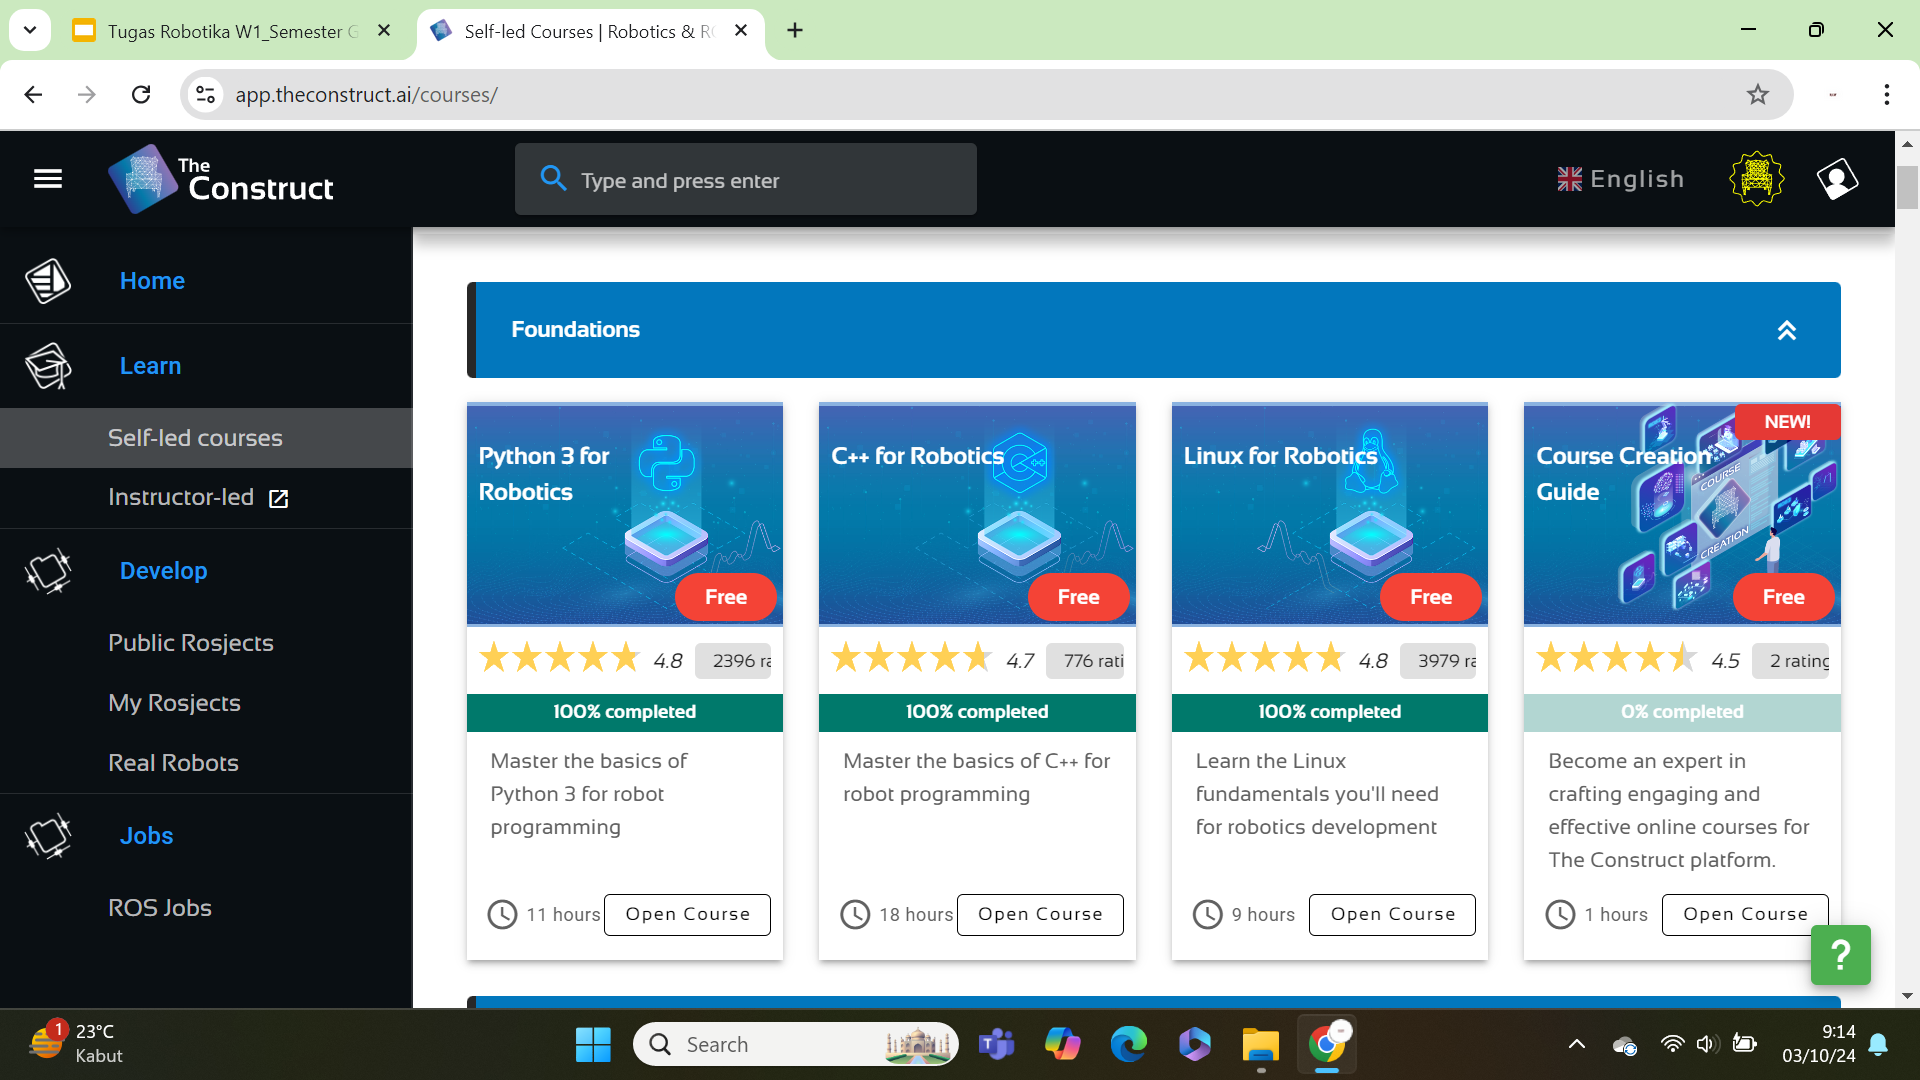 Tugas Robotika W1_Semester G
Self-led Courses | Robotics & RO
app.theconstruct.ai/courses/
The
Construct
Type and press enter
English
Home
Learn
Self-led courses
Instructor-led
Develop
Public Rosjects
My Rosjects
Real Robots
Jobs
ROS Jobs
Foundations
Python 3 for
Robotics
Free
4.8
2396 ra
100% completed
Master the basics of
Python 3 for robot
programming
11 hours
Open Course
C++ for Robotics
C++
Free
4.7
776 rati
100% completed
Master the basics of C++ for
robot programming
18 hours
Open Course
Linux for Robotics
Free
4.8
3979 ra
100% completed
Learn the Linux
fundamentals you'll need
for robotics development
9 hours
Open Course
NEW!
Course Creation
Guide
COURSE
CREATION
Free
4.5
2 rating
0% completed
Become an expert in
crafting engaging and
effective online courses for
The Construct platform.
1 hours
Open Course
?
1
23°C
Kabut
Search
T
9:14
03/10/24